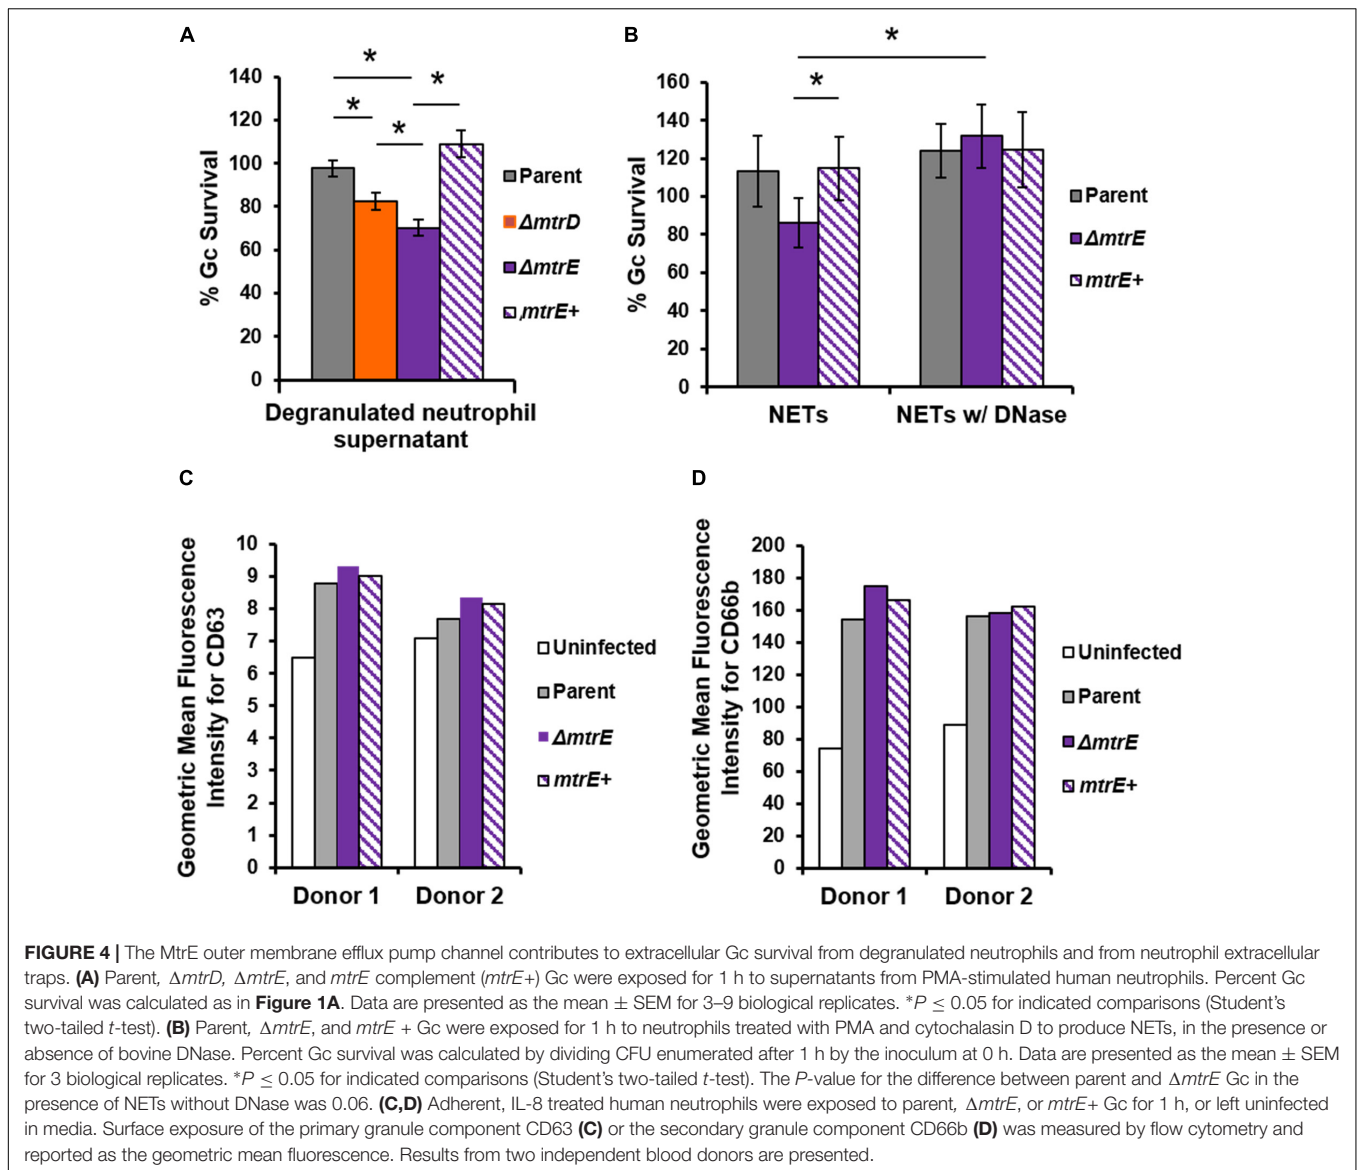 A
*
*
*
*
140
120
100
80
60
40
20
0
% Gc Survival
Degranulated neutrophil
supernatant
Parent
ΔmtrD
ΔmtrE
mtrE+
B
*
*
160
140
120
100
80
60
40
20
0
% Gc Survival
NETs
NETs w/ DNase
Parent
ΔmtrE
mtrE+
C
10
9
8
7
6
5
4
3
2
1
0
Geometric Mean Fluorescence
Intensity for CD63
Donor 1
Donor 2
Uninfected
Parent
ΔmtrE
mtrE+
D
200
180
160
140
120
100
80
60
40
20
0
Geometric Mean Fluorescence
Intensity for CD66b
Donor 1
Donor 2
Uninfected
Parent
ΔmtrE
mtrE+
FIGURE 4 | The MtrE outer membrane efflux pump channel contributes to extracellular Gc survival from degranulated neutrophils and from neutrophil extracellular
traps. (A) Parent, ΔmtrD, ΔmtrE, and mtrE complement (mtrE+) Gc were exposed for 1 h to supernatants from PMA-stimulated human neutrophils. Percent Gc
survival was calculated as in Figure 1A. Data are presented as the mean ± SEM for 3–9 biological replicates. *P ≤ 0.05 for indicated comparisons (Student's
two-tailed t-test). (B) Parent, ΔmtrE, and mtrE + Gc were exposed for 1 h to neutrophils treated with PMA and cytochalasin D to produce NETs, in the presence or
absence of bovine DNase. Percent Gc survival was calculated by dividing CFU enumerated after 1 h by the inoculum at 0 h. Data are presented as the mean ± SEM
for 3 biological replicates. *P ≤ 0.05 for indicated comparisons (Student's two-tailed t-test). The P-value for the difference between parent and ΔmtrE Gc in the
presence of NETs without DNase was 0.06. (C,D) Adherent, IL-8 treated human neutrophils were exposed to parent, ΔmtrE, or mtrE+ Gc for 1 h, or left uninfected
in media. Surface exposure of the primary granule component CD63 (C) or the secondary granule component CD66b (D) was measured by flow cytometry and
reported as the geometric mean fluorescence. Results from two independent blood donors are presented.